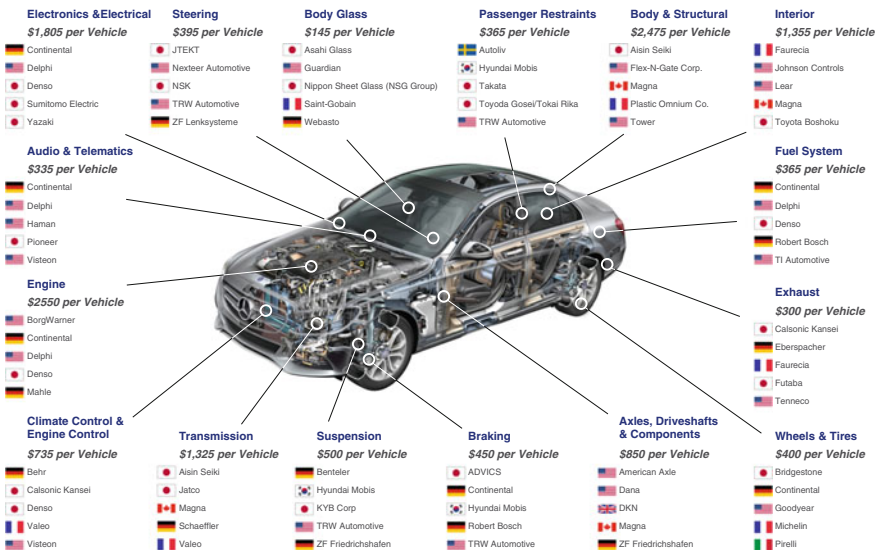 Electronics &Electrical
$1,805 per Vehicle
Continental
Delphi
Denso
Sumitomo Electric
Yazaki
Steering
$395 per Vehicle
JTEKT
Nexteer Automotive
NSK
TRW Automotive
ZF Lenksysteme
Body Glass
$145 per Vehicle
Asahi Glass
Guardian
Nippon Sheet Glass (NSG Group)
Saint-Gobain
Webasto
Passenger Restraints
$365 per Vehicle
Autoliv
Hyundai Mobis
Takata
Toyoda Gosei/Tokai Rika
TRW Automotive
Body & Structural
$2,475 per Vehicle
Aisin Seiki
Flex-N-Gate Corp.
Magna
Plastic Omnium Co.
Tower
Interior
$1,355 per Vehicle
Faurecia
Johnson Controls
Lear
Magna
Toyota Boshoku
Audio & Telematics
$335 per Vehicle
Continental
Delphi
Haman
Pioneer
Visteon
Fuel System
$365 per Vehicle
Continental
Delphi
Denso
Robert Bosch
TI Automotive
Engine
$2550 per Vehicle
BorgWarner
Continental
Delphi
Denso
Mahle
Exhaust
$300 per Vehicle
Calsonic Kansei
Eberspacher
Faurecia
Futaba
Tenneco
Climate Control &
Engine Control
$735 per Vehicle
Behr
Calsonic Kansei
Denso
Valeo
Visteon
Transmission
$1,325 per Vehicle
Aisin Seiki
Jatco
Magna
Schaeffler
Valeo
Suspension
$500 per Vehicle
Benteler
Hyundai Mobis
KYB Corp
TRW Automotive
ZF Friedrichshafen
Braking
$450 per Vehicle
ADVICS
Continental
Hyundai Mobis
Robert Bosch
TRW Automotive
Axles, Driveshafts
& Components
$850 per Vehicle
American Axle
Dana
DKN
Magna
ZF Friedrichshafen
Wheels & Tires
$400 per Vehicle
Bridgestone
Continental
Goodyear
Michelin
Pirelli